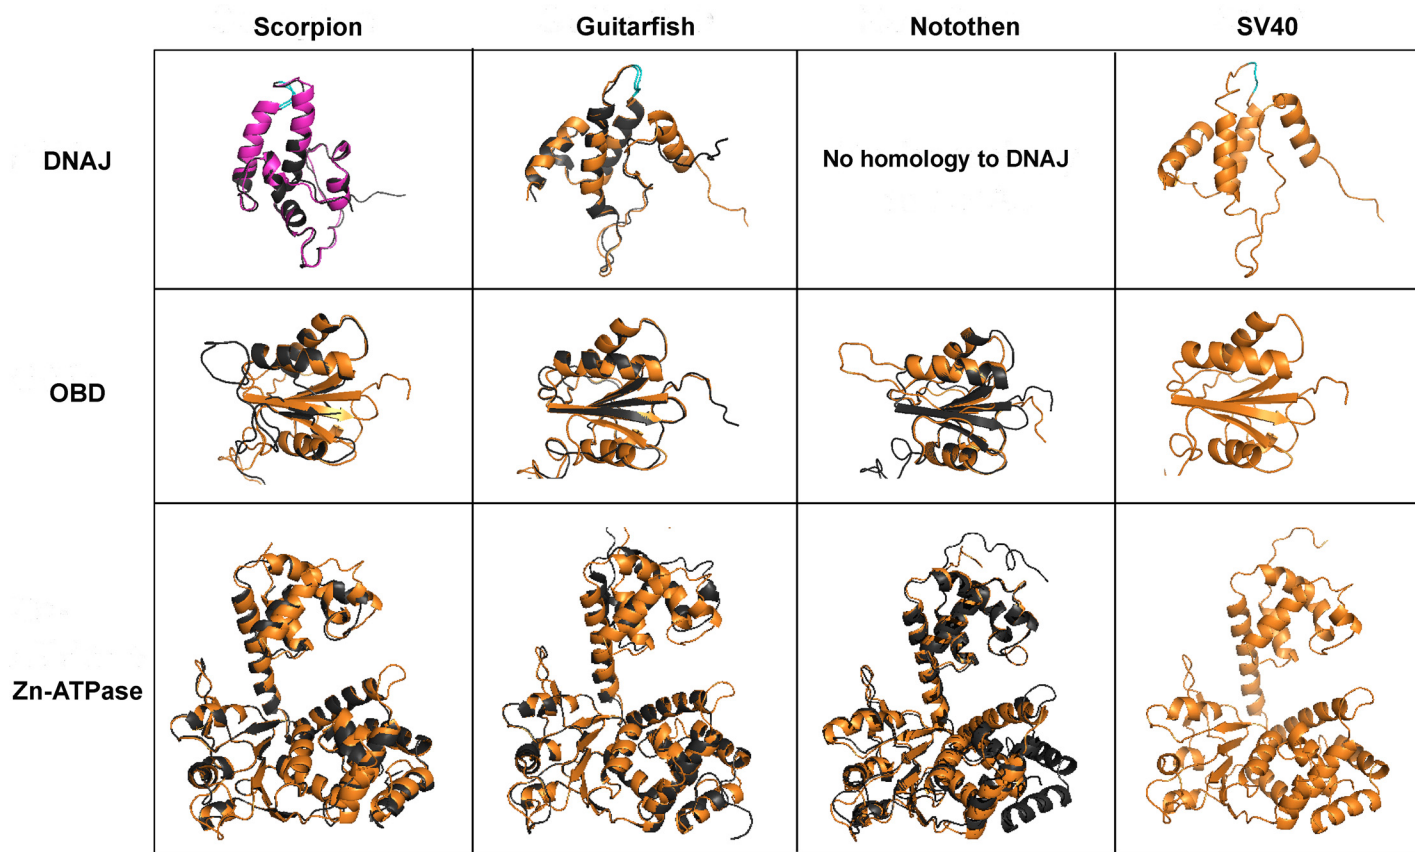 Scorpion Guitarfish Notothen SV40
DNAJ
No homology to DNAJ
OBD
Zn-ATPase